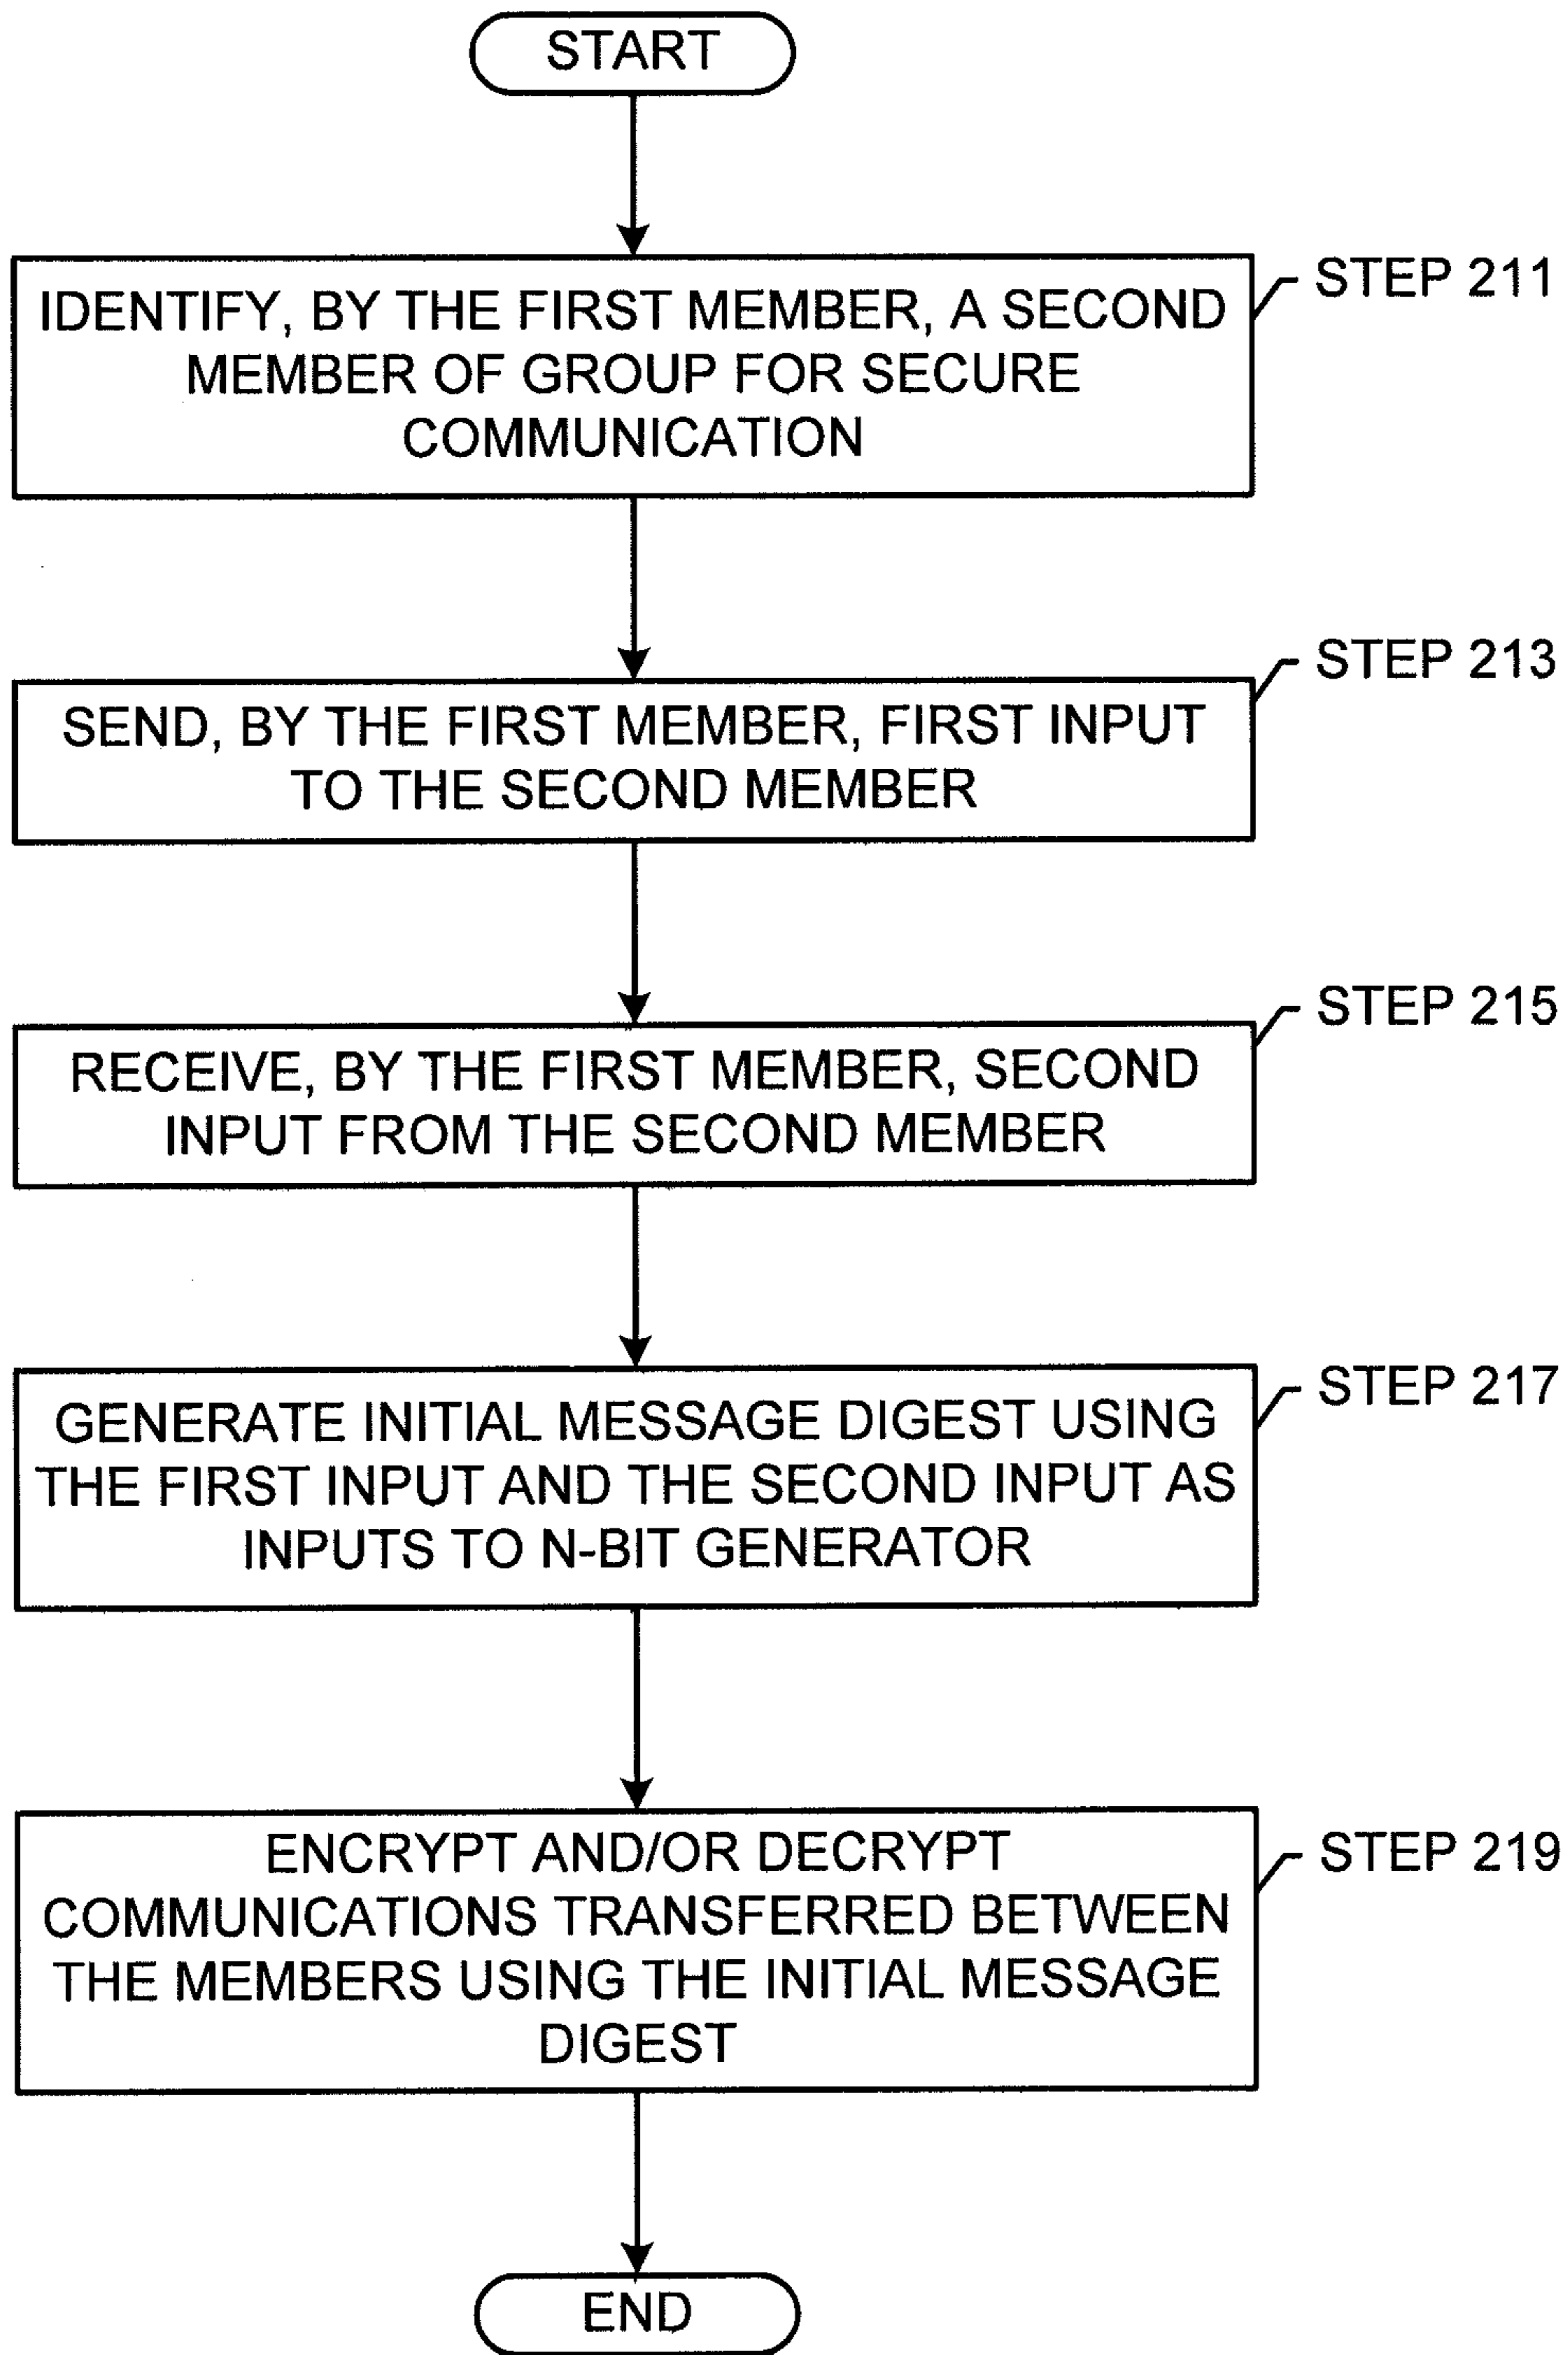 START
STEP 211
IDENTIFY, BY THE FIRST MEMBER, A SECOND
MEMBER OF GROUP FOR SECURE
COMMUNICATION
STEP 213
SEND, BY THE FIRST MEMBER, FIRST INPUT
TO THE SECOND MEMBER
STEP 215
RECEIVE, BY THE FIRST MEMBER, SECOND
INPUT FROM THE SECOND MEMBER
STEP 217
GENERATE INITIAL MESSAGE DIGEST USING
THE FIRST INPUT AND THE SECOND INPUT AS
INPUTS TO N-BIT GENERATOR
STEP 219
ENCRYPT AND/OR DECRYPT
COMMUNICATIONS TRANSFERRED BETWEEN
THE MEMBERS USING THE INITIAL MESSAGE
DIGEST
END